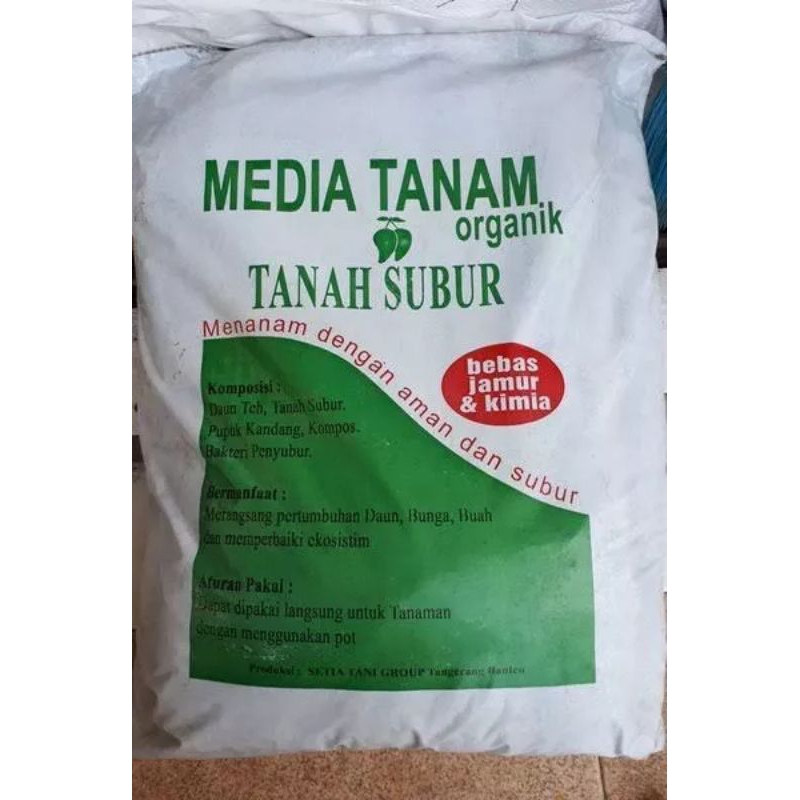 MEDIA TANAM
organik
TANAH SUBUR
Menanam dengan aman dan subur
bebas
jamur
& kimia
Komposisi :
Daun Teh, Tanah Subur.
Pupuk Kandang, Kompos.
Bakteri Penyubur.
Bermanfaat :
Merangsang pertumbuhan Daun, Bunga, Buah
dan memperbaiki ekosistim
Aturan Pakai :
Dapat dipakai langsung untuk Tanaman
dengan menggunakan pot
Produksi : SETIA TANI GROUP Tangerang Banten